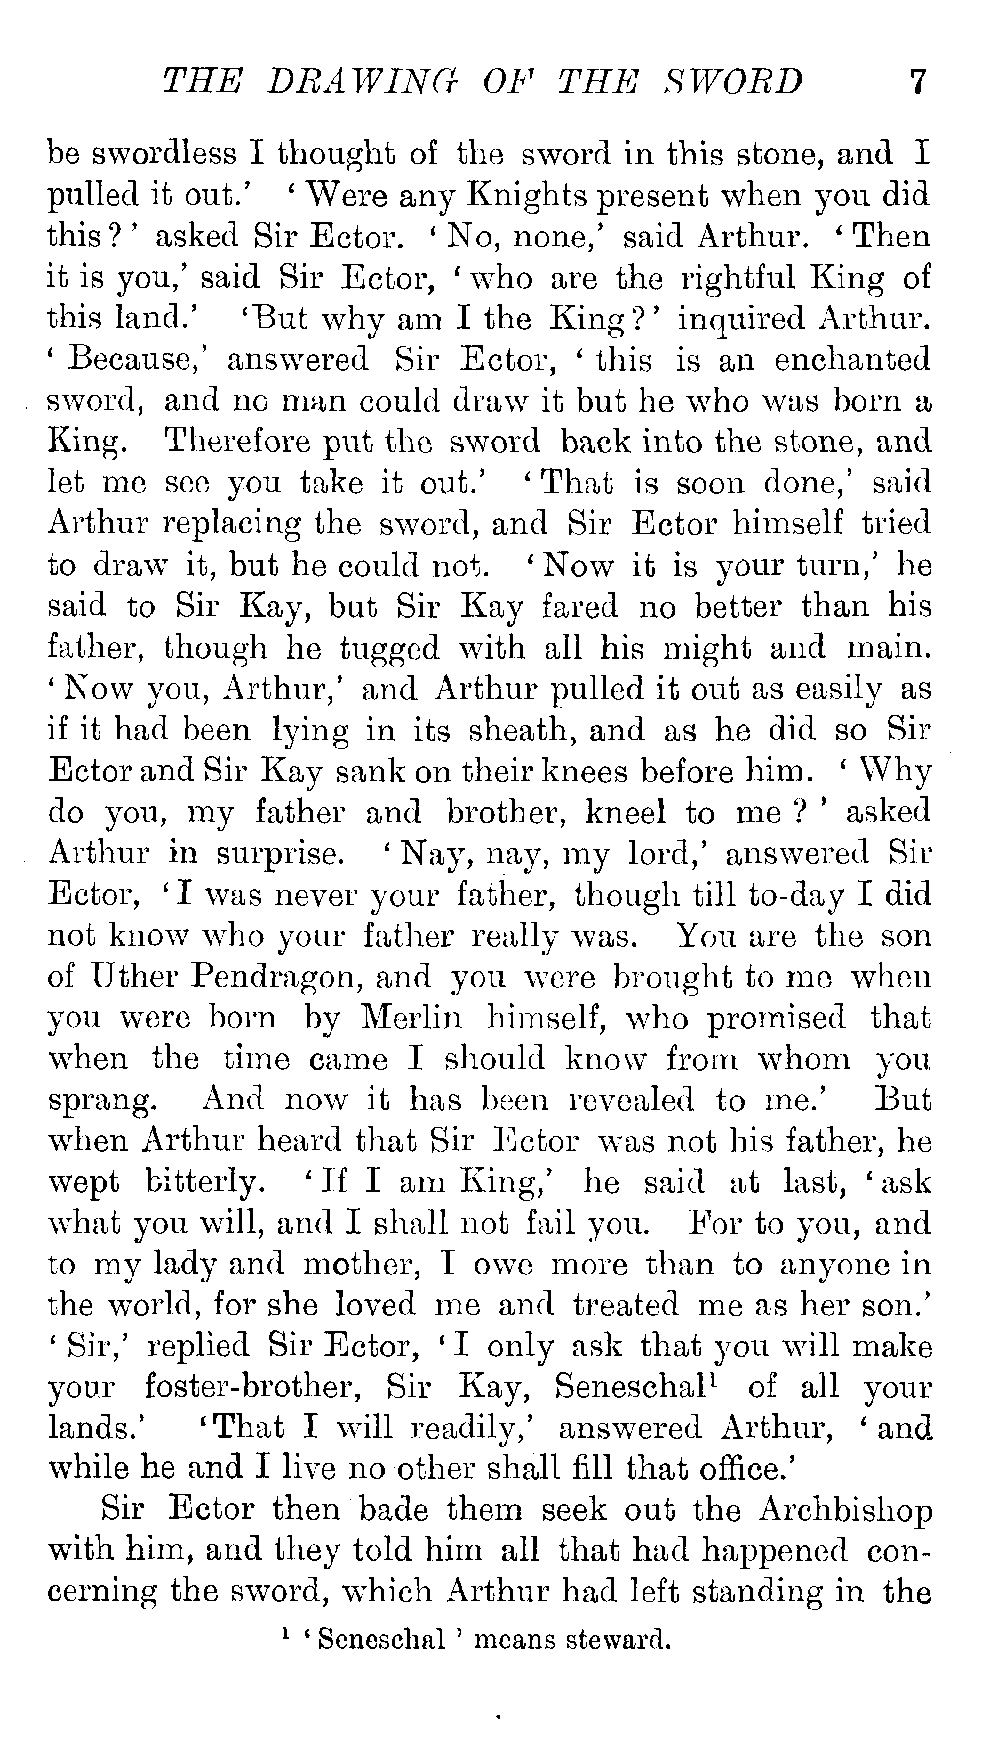 THE DRAWING OF THE SWORD 7
be swordless I thought of the sword in this stone, and I
pulled it out.' 'Were any Knights present when you did
this?' asked Sir Ector. 'No, none,' said Arthur. 'Then
it is you,' said Sir Ector, 'who are the rightful King of
this land.' 'But why am I the King?' inquired Arthur.
'Because,' answered Sir Ector, 'this is an enchanted
sword, and no man could draw it but he who was born a
King. Therefore put the sword back into the stone, and
let me see you take it out.' 'That is soon done,' said
Arthur replacing the sword, and Sir Ector himself tried
to draw it, but he could not. 'Now it is your turn,' he
said to Sir Kay, but Sir Kay fared no better than his
father, though he tugged with all his might and main.
'Now you, Arthur,' and Arthur pulled it out as easily as
if it had been lying in its sheath, and as he did so Sir
Ector and Sir Kay sank on their knees before him. 'Why
do you, my father and brother, kneel to me?' asked
Arthur in surprise. 'Nay, nay, my lord,' answered Sir
Ector, 'I was never your father, though till to-day I did
not know who your father really was. You are the son
of Uther Pendragon, and you were brought to me when
you were born by Merlin himself, who promised that
when the time came I should know from whom you
sprang. And now it has been revealed to me.' But
when Arthur heard that Sir Ector was not his father, he
wept bitterly. 'If I am King,' he said at last, 'ask
what you will, and I shall not fail you. For to you, and
to my lady and mother, I owe more than to anyone in
the world, for she loved me and treated me as her son.'
'Sir,' replied Sir Ector, 'I only ask that you will make
your foster-brother, Sir Kay, Seneschal¹ of all your
lands.' 'That I will readily,' answered Arthur, 'and
while he and I live no other shall fill that office.'
Sir Ector then bade them seek out the Archbishop
with him, and they told him all that had happened con-
cerning the sword, which Arthur had left standing in the
¹ 'Seneschal' means steward.